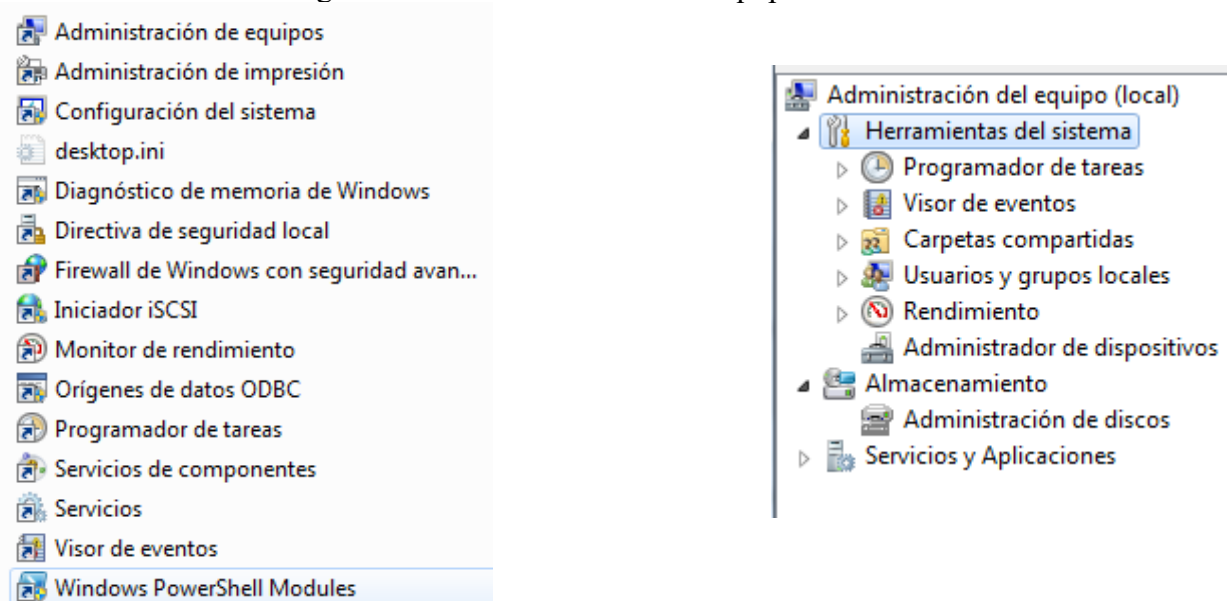 Administración de equipos
Administración de impresión
Configuración del sistema
desktop.ini
Diagnóstico de memoria de Windows
Directiva de seguridad local
Firewall de Windows con seguridad avan...
Iniciador iSCSI
Monitor de rendimiento
Orígenes de datos ODBC
Programador de tareas
Servicios de componentes
Servicios
Visor de eventos
Windows PowerShell Modules
Administración del equipo (local)
Herramientas del sistema
Programador de tareas
Visor de eventos
Carpetas compartidas
Usuarios y grupos locales
Rendimiento
Administrador de dispositivos
Almacenamiento
Administración de discos
Servicios y Aplicaciones